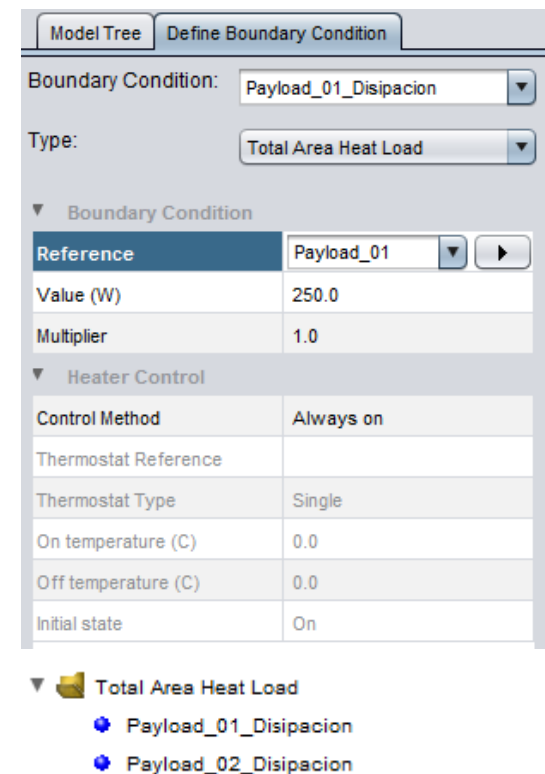 Model Tree Define Boundary Condition
Boundary Condition: Payload_01_Disipacion
Type: Total Area Heat Load
Boundary Condition
Reference Payload_01
Value (W) 250.0
Multiplier 1.0
Heater Control
Control Method Always on
Thermostat Reference
Thermostat Type Single
On temperature (C) 0.0
Off temperature (C) 0.0
Initial state On
Total Area Heat Load
Payload_01_Disipacion
Payload_02_Disipacion